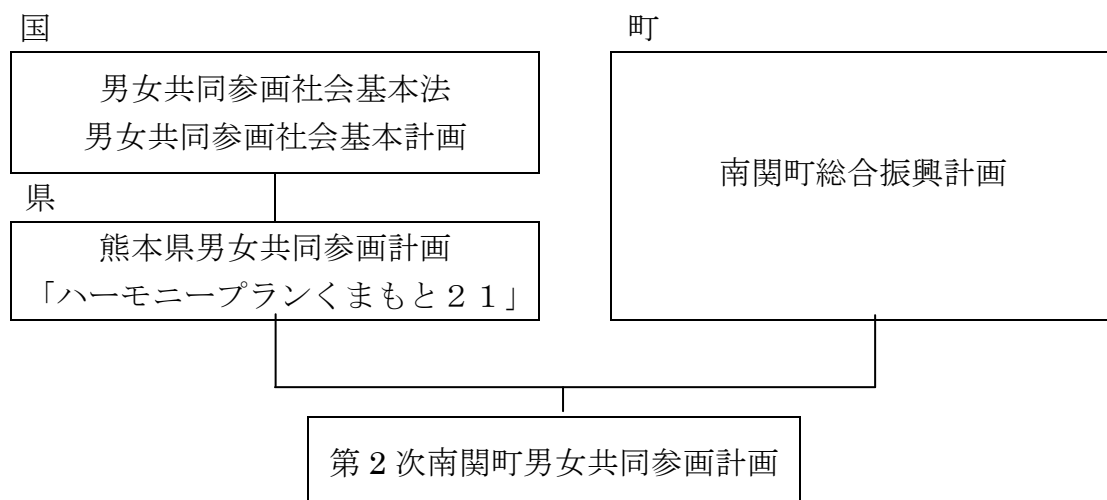 国
男女共同参画社会基本法
男女共同参画社会基本計画
県
熊本県男女共同参画計画
「ハーモニープランくまもと２１」
町
南関町総合振興計画
第2次南関町男女共同参画計画